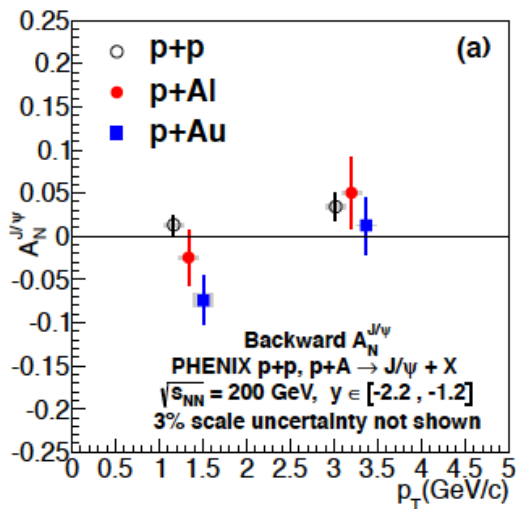 0.25
0.2
0.15
0.1
0.05
0
-0.05
-0.1
-0.15
-0.2
-0.25
A_N^{J/ψ}
p+p
p+Al
p+Au
(a)
Backward A_N^{J/ψ}
PHENIX p+p, p+A → J/ψ + X
√s_NN = 200 GeV, y ∈ [-2.2 , -1.2]
3% scale uncertainty not shown
0 0.5 1 1.5 2 2.5 3 3.5 4 4.5 5
p_T(GeV/c)